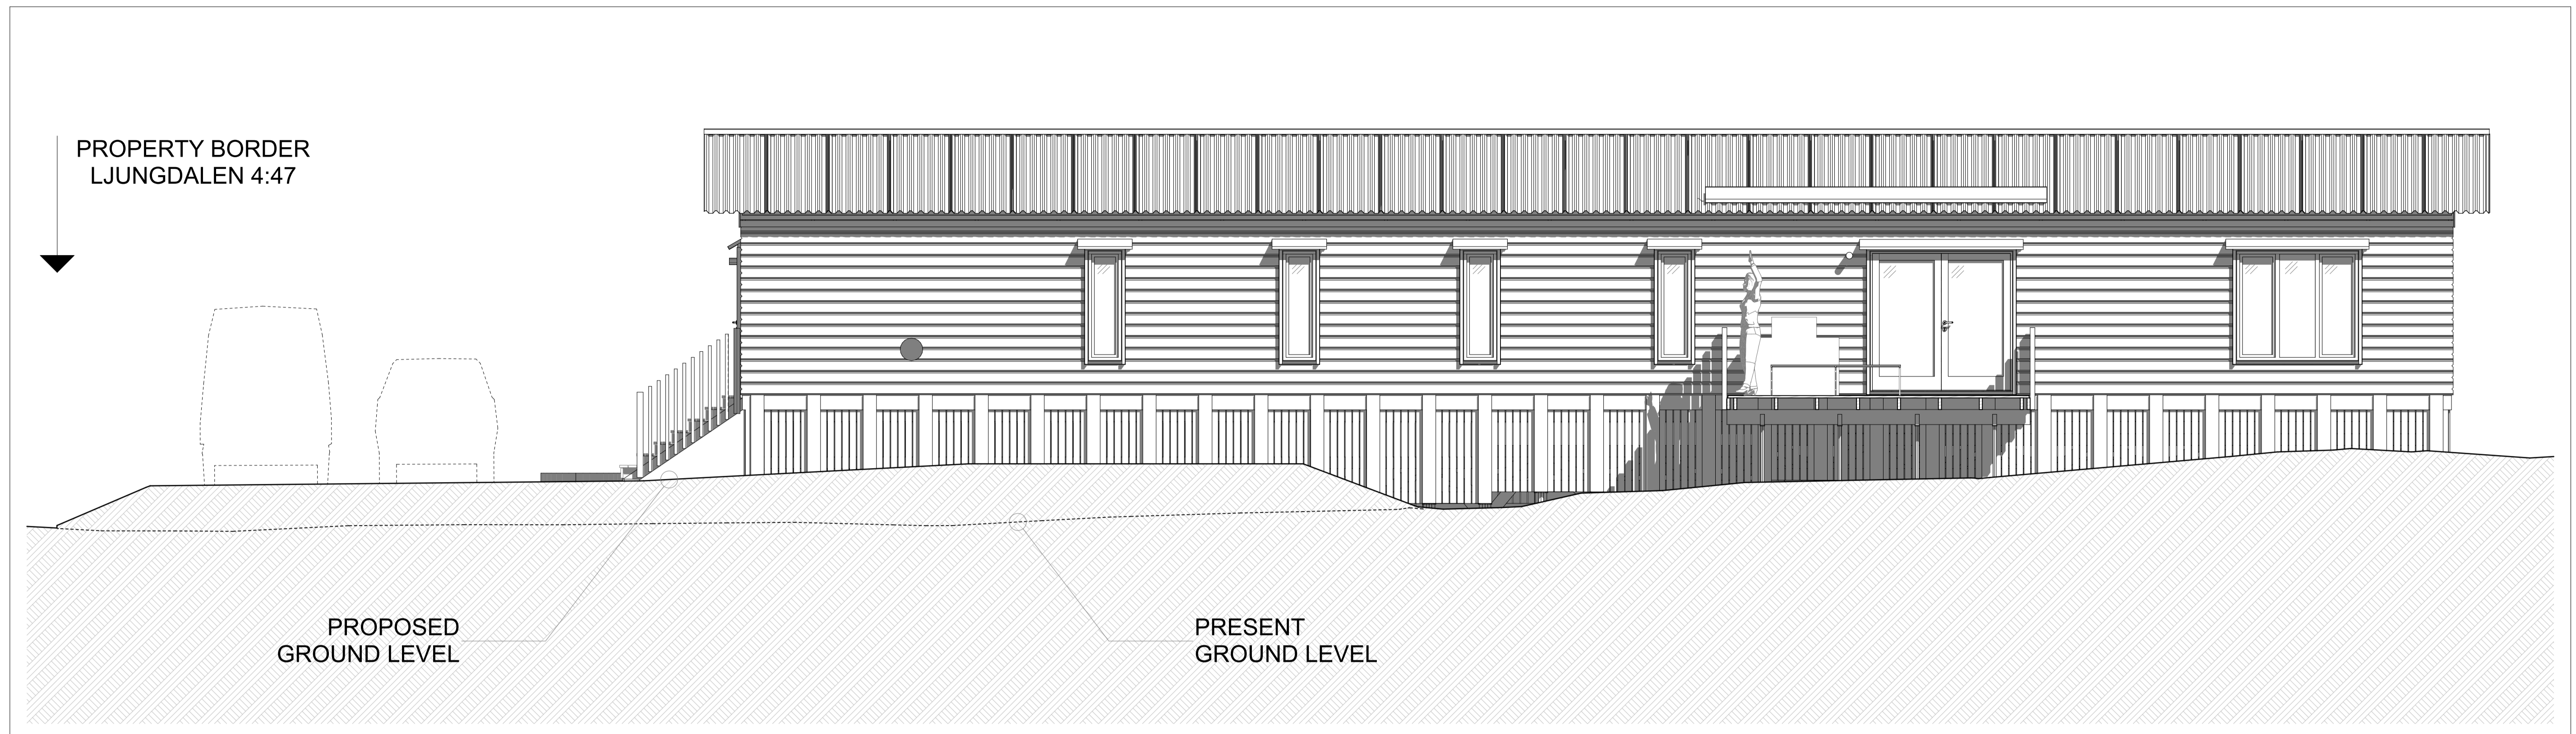 PROPERTY BORDER
LJUNGDALEN 4:47
PROPOSED
GROUND LEVEL
PRESENT
GROUND LEVEL